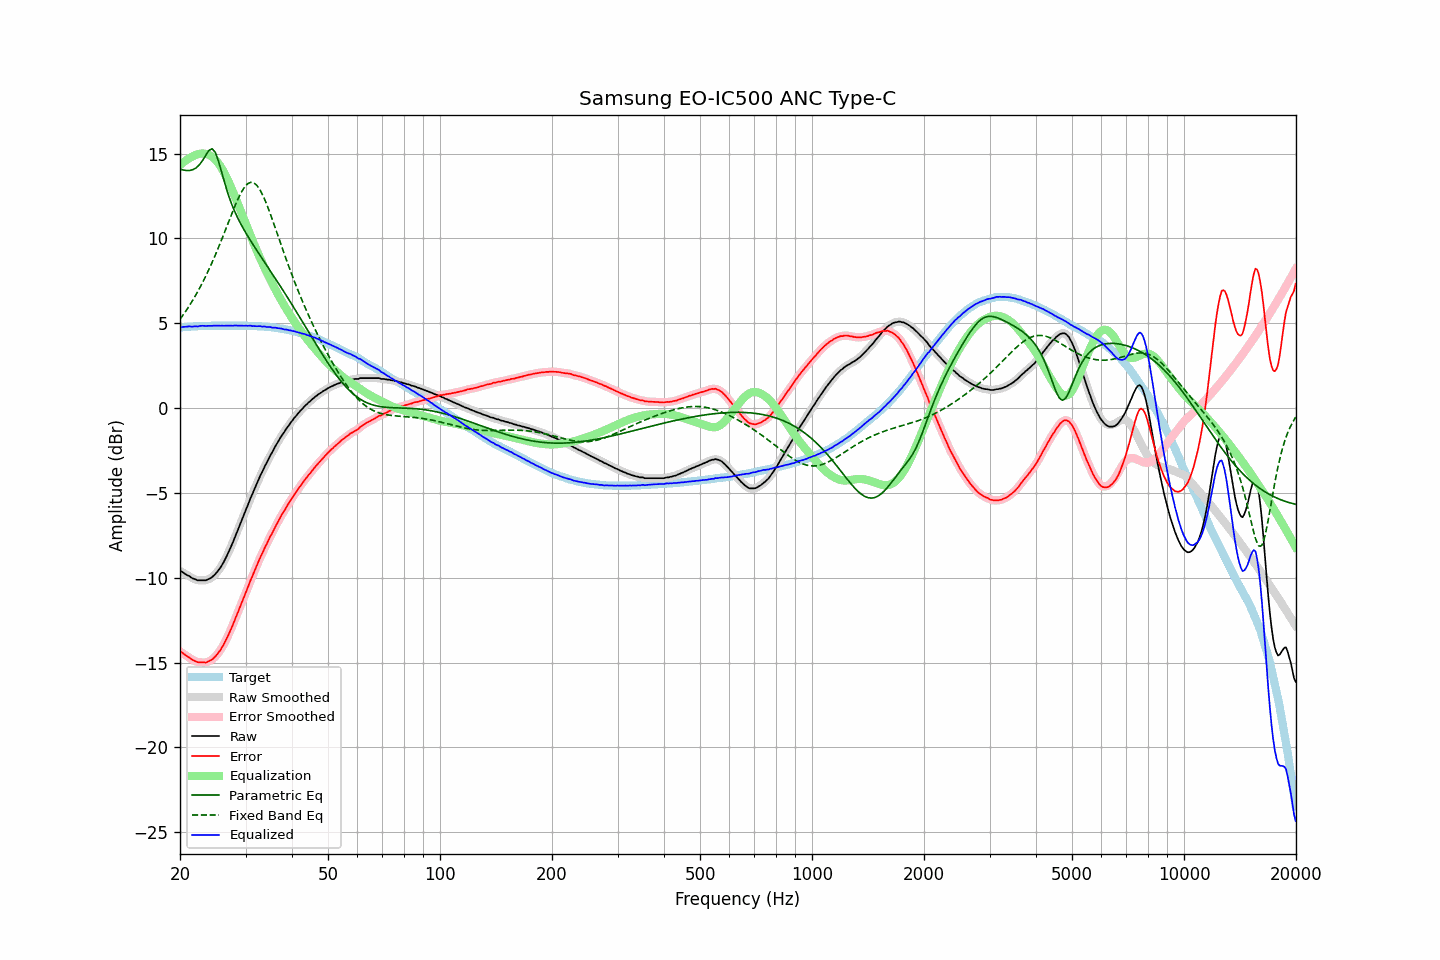 Samsung EO-IC500 ANC Type-C
Amplitude (dBr)
15
10
5
0
−5
−10
−15
−20
−25
Target
Raw Smoothed
Error Smoothed
Raw
Error
Equalization
Parametric Eq
Fixed Band Eq
Equalized
20 50 100 200 500 1000 2000 5000 10000 20000
Frequency (Hz)